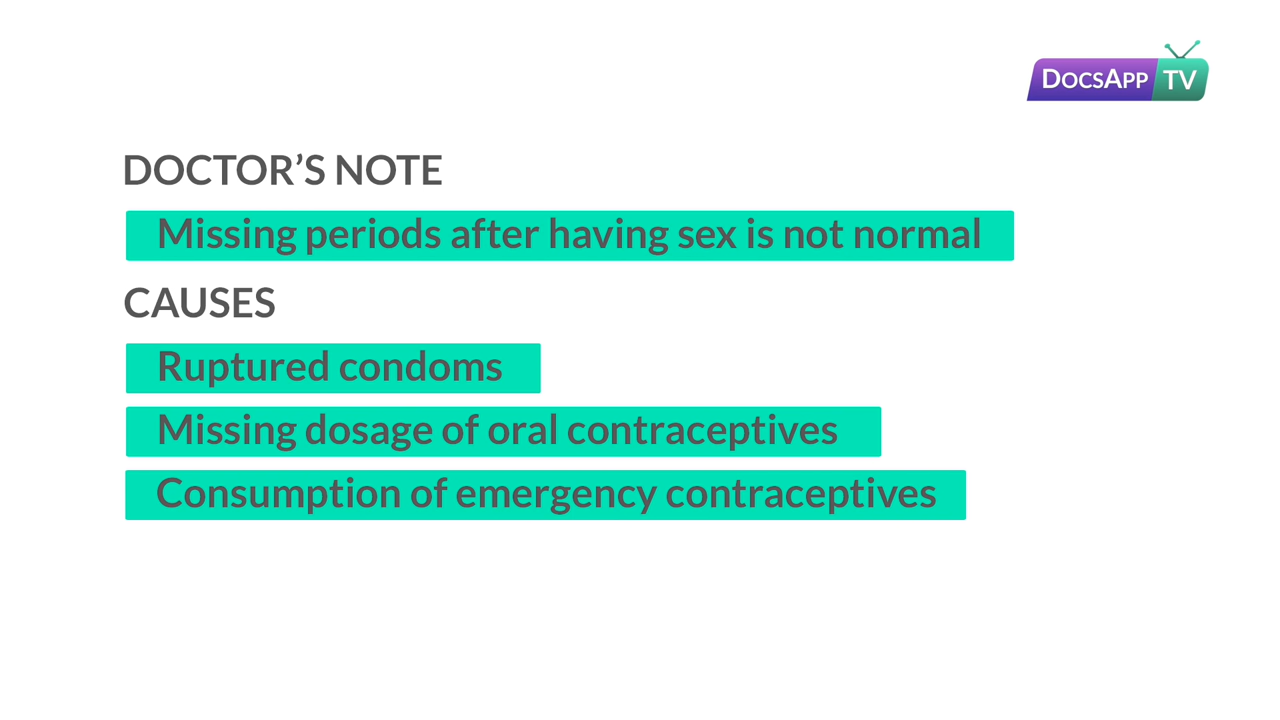 DOCSAPP TV
DOCTOR’S NOTE
Missing periods after having sex is not normal
CAUSES
Ruptured condoms
Missing dosage of oral contraceptives
Consumption of emergency contraceptives